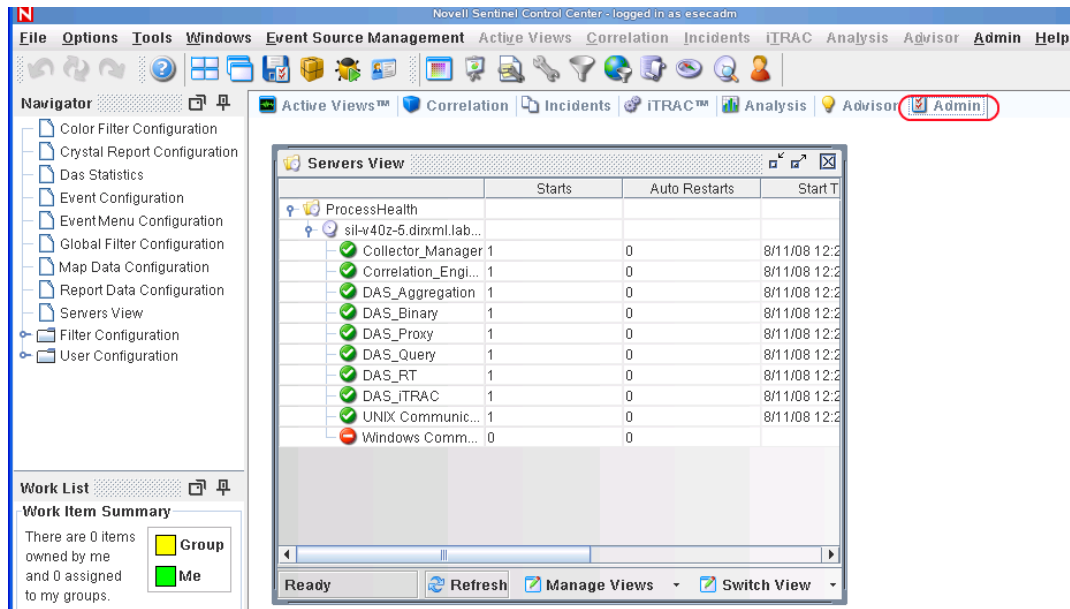 N
Novell Sentinel Control Center - logged in as esecadm
File Options Tools Windows Event Source Management Active Views Correlation Incidents iTRAC Analysis Advisor Admin Help
Navigator
Active Views™ Correlation Incidents iTRAC™ Analysis Advisor Admin
Color Filter Configuration
Crystal Report Configuration
Das Statistics
Event Configuration
Event Menu Configuration
Global Filter Configuration
Map Data Configuration
Report Data Configuration
Servers View
Filter Configuration
User Configuration
Servers View
Starts Auto Restarts Start T
ProcessHealth
sil-v40z-5.dirxml.lab...
Collector_Manager 1 0 8/11/08 12:2
Correlation_Engi... 1 0 8/11/08 12:2
DAS_Aggregation 1 0 8/11/08 12:2
DAS_Binary 1 0 8/11/08 12:2
DAS_Proxy 1 0 8/11/08 12:2
DAS_Query 1 0 8/11/08 12:2
DAS_RT 1 0 8/11/08 12:2
DAS_iTRAC 1 0 8/11/08 12:2
UNIX Communic... 1 0 8/11/08 12:2
Windows Comm... 0 0
Ready Refresh Manage Views Switch View
Work List
Work Item Summary
There are 0 items
owned by me
and 0 assigned
to my groups.
Group
Me